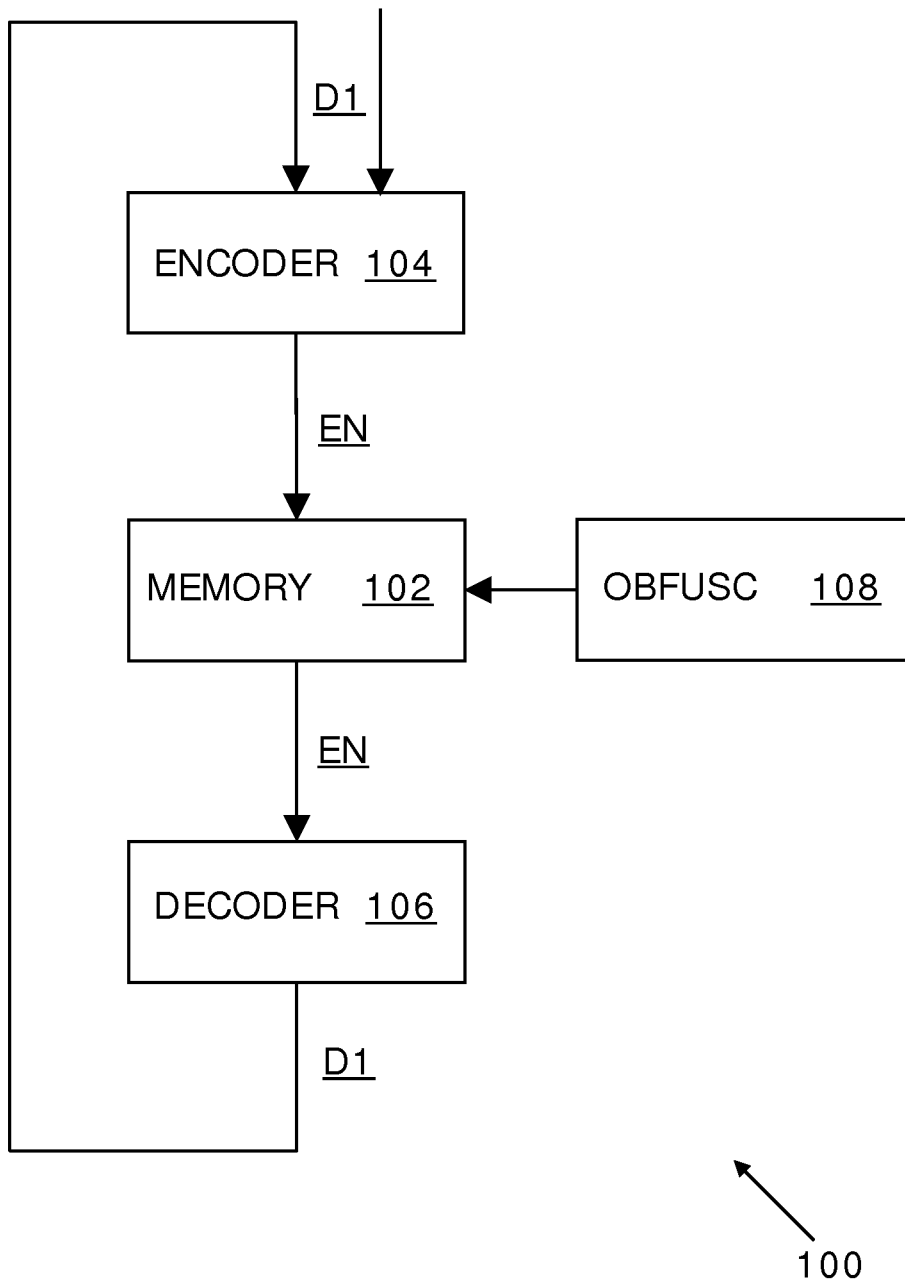 D1
ENCODER 104
EN
MEMORY 102
OBFUSC 108
EN
DECODER 106
D1
100